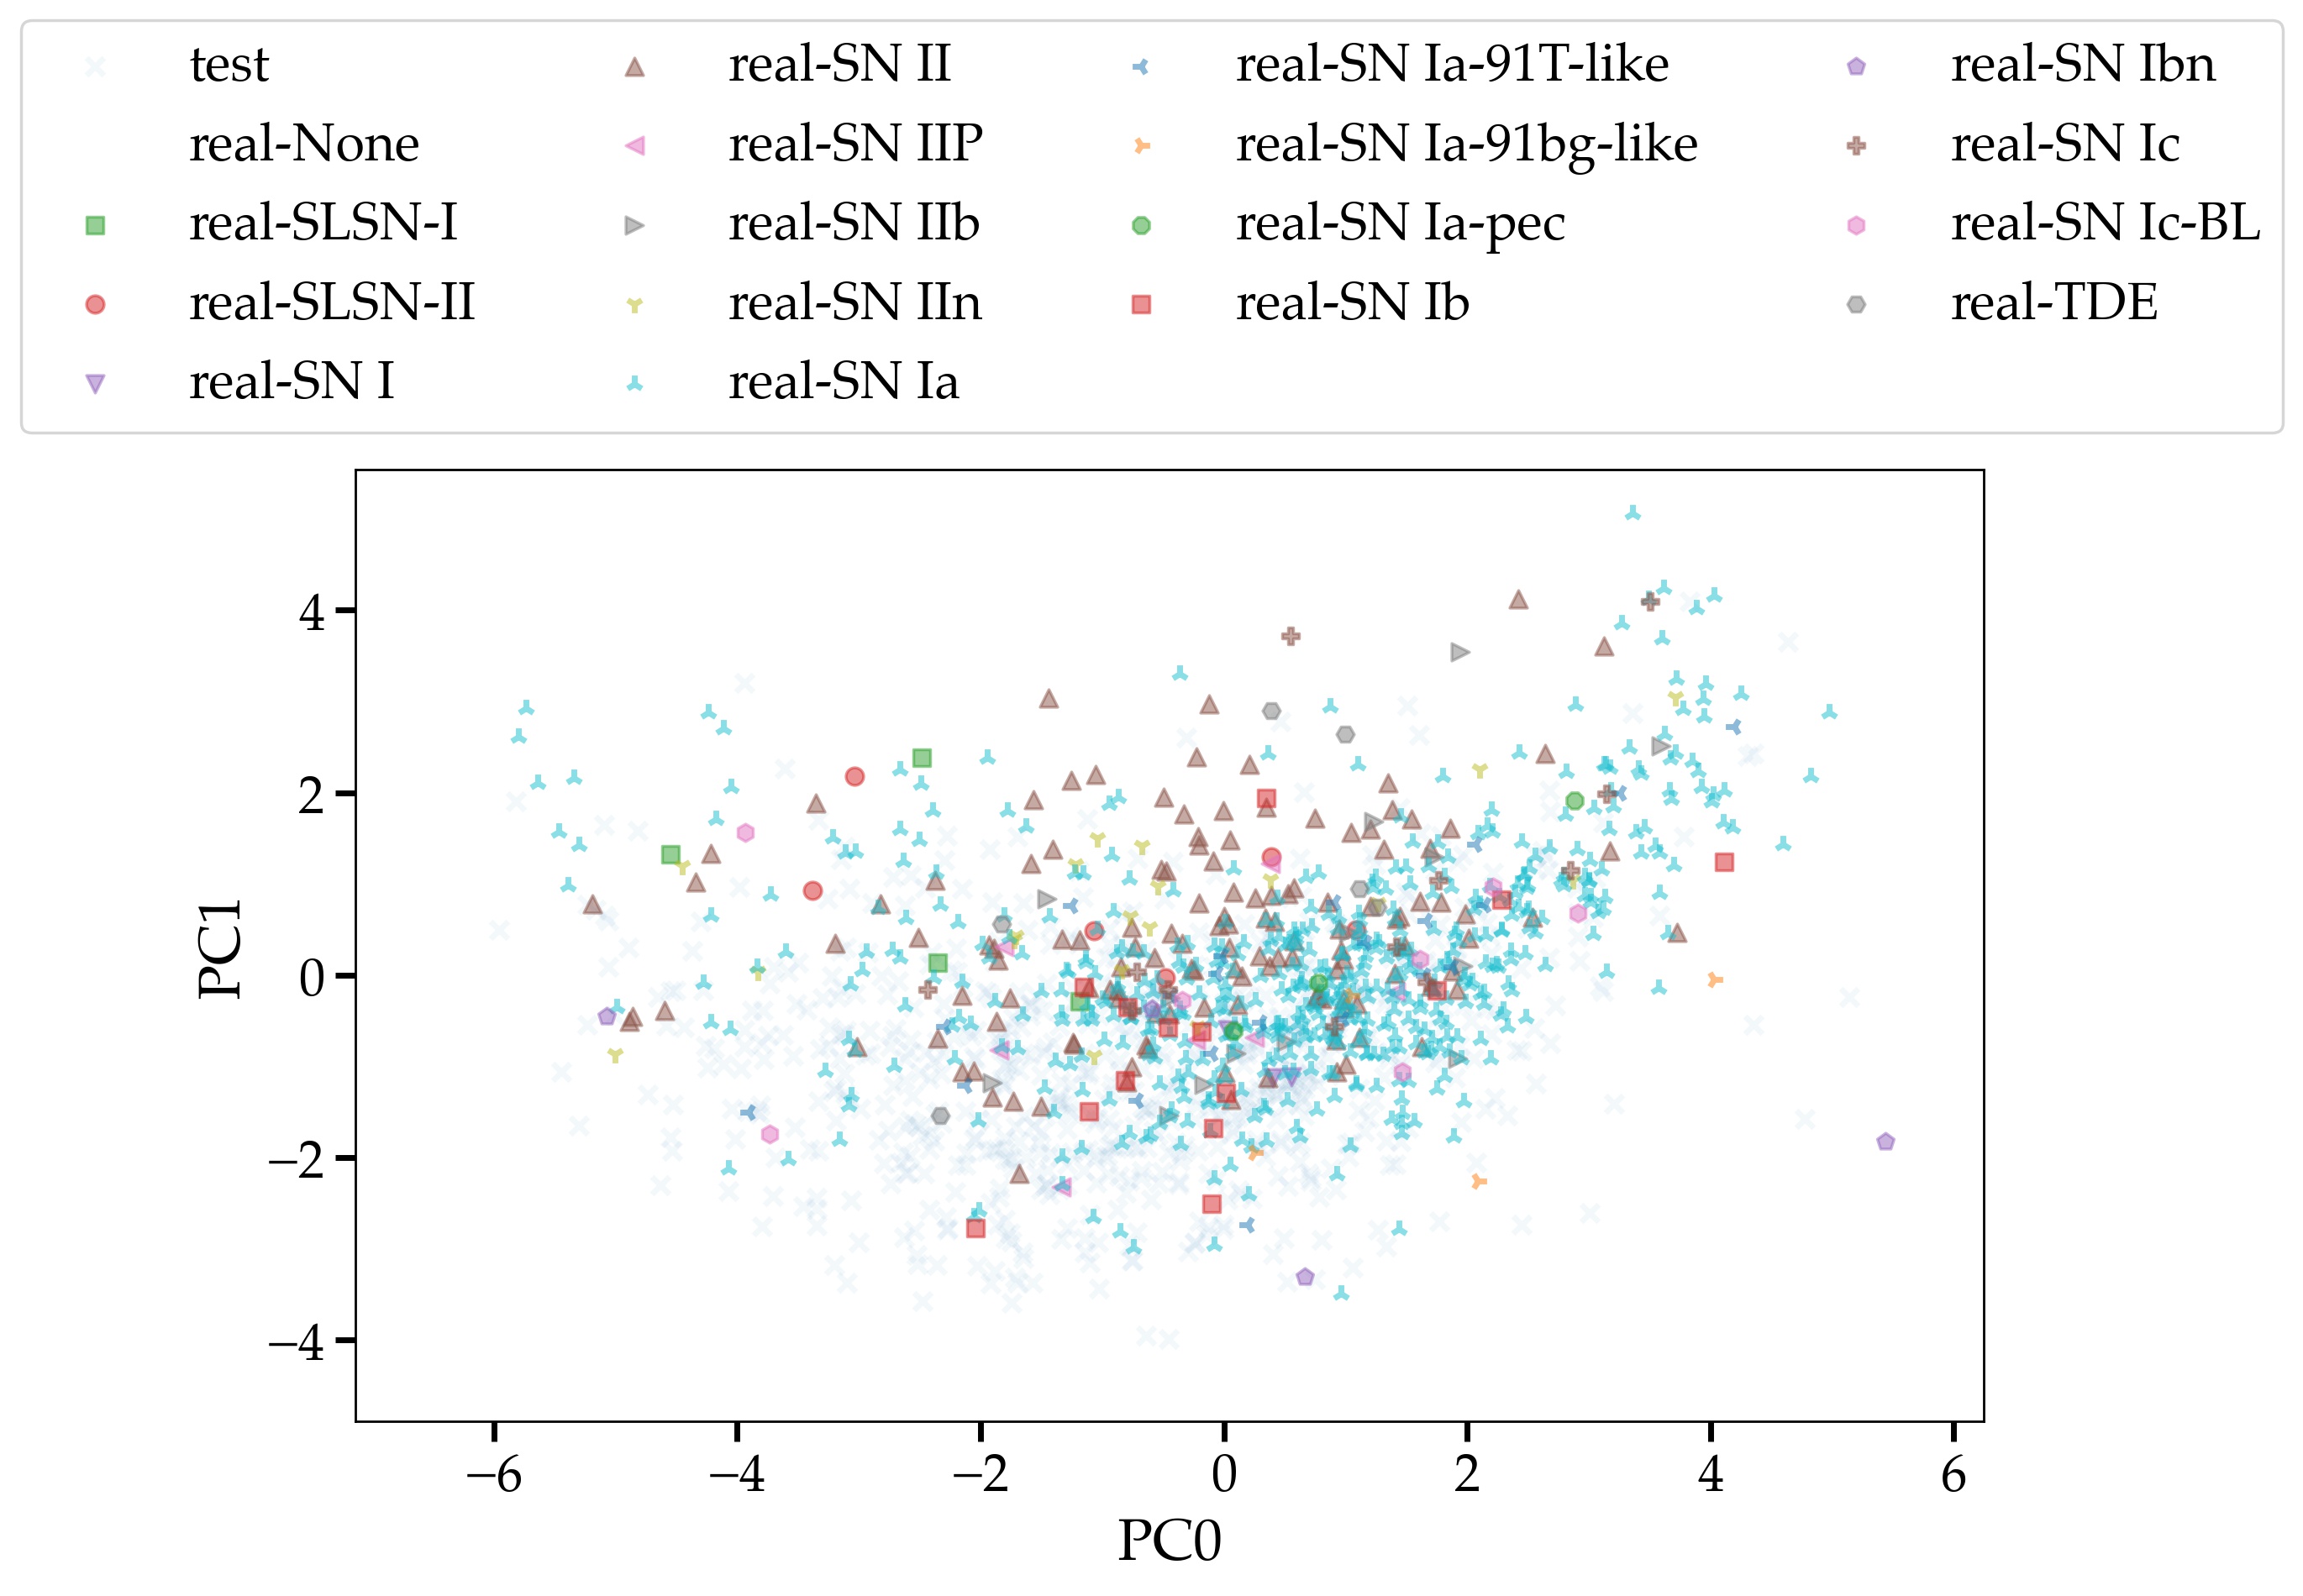 test
real-None
real-SLSN-I
real-SLSN-II
real-SN I
real-SN II
real-SN IIP
real-SN IIb
real-SN IIn
real-SN Ia
real-SN Ia-91T-like
real-SN Ia-91bg-like
real-SN Ia-pec
real-SN Ib
real-SN Ibn
real-SN Ic
real-SN Ic-BL
real-TDE
PC1
4
2
0
−2
−4
−6 −4 −2 0 2 4 6
PC0